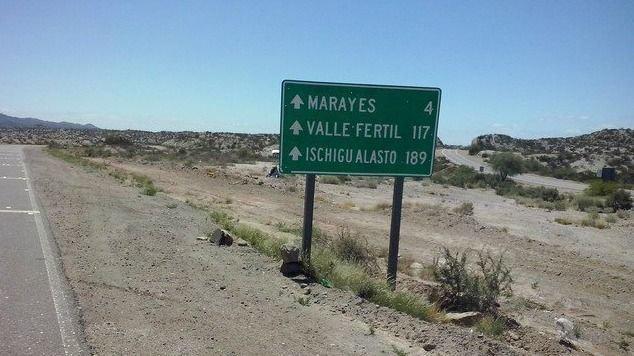 MARAYES 4
VALLE FERTIL 117
ISCHIGUALASTO 189